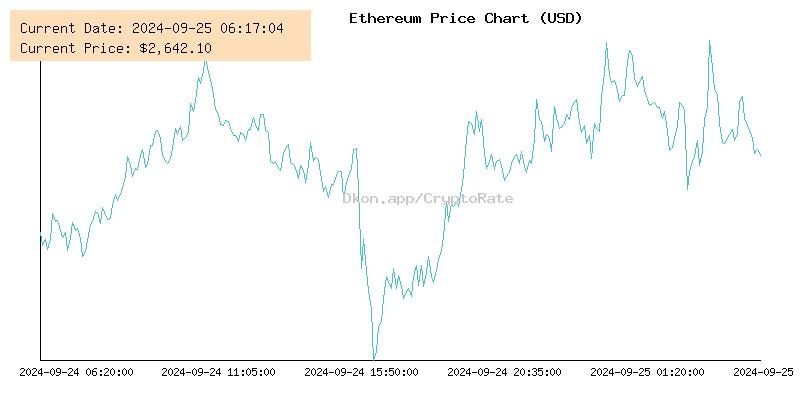 Ethereum Price Chart (USD)
Current Date: 2024-09-25 06:17:04
Current Price: $2,642.10
Dkon.app/CryptoRate
2024-09-24 06:20:00 2024-09-24 11:05:00 2024-09-24 15:50:00 2024-09-24 20:35:00 2024-09-25 01:20:00 2024-09-25